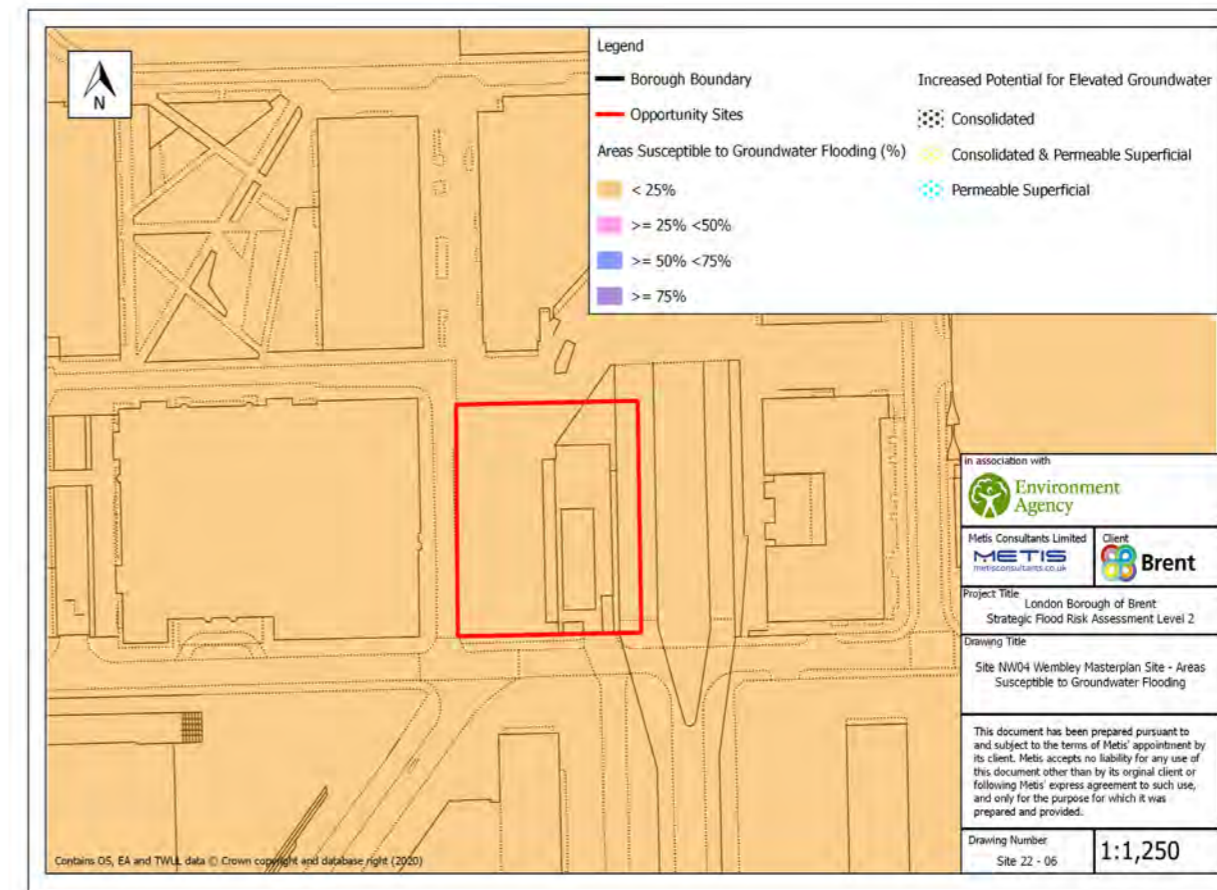 N
Legend
Borough Boundary
Opportunity Sites
Areas Susceptible to Groundwater Flooding (%)
< 25%
>= 25% <50%
>= 50% <75%
>= 75%
Increased Potential for Elevated Groundwater
Consolidated
Consolidated & Permeable Superficial
Permeable Superficial
in association with
Environment
Agency
Metis Consultants Limited
METIS
metisconsultants.co.uk
Client
Brent
Project Title
London Borough of Brent
Strategic Flood Risk Assessment Level 2
Drawing Title
Site NW04 Wembley Masterplan Site - Areas
Susceptible to Groundwater Flooding
This document has been prepared pursuant to
and subject to the terms of Metis' appointment by
its client. Metis accepts no liability for any use of
this document other than by its orginal client or
following Metis' express agreement to such use,
and only for the purpose for which it was
prepared and provided.
Drawing Number
Site 22 - 06
1:1,250
Contains OS, EA and TWUL data © Crown copyright and database right (2020)